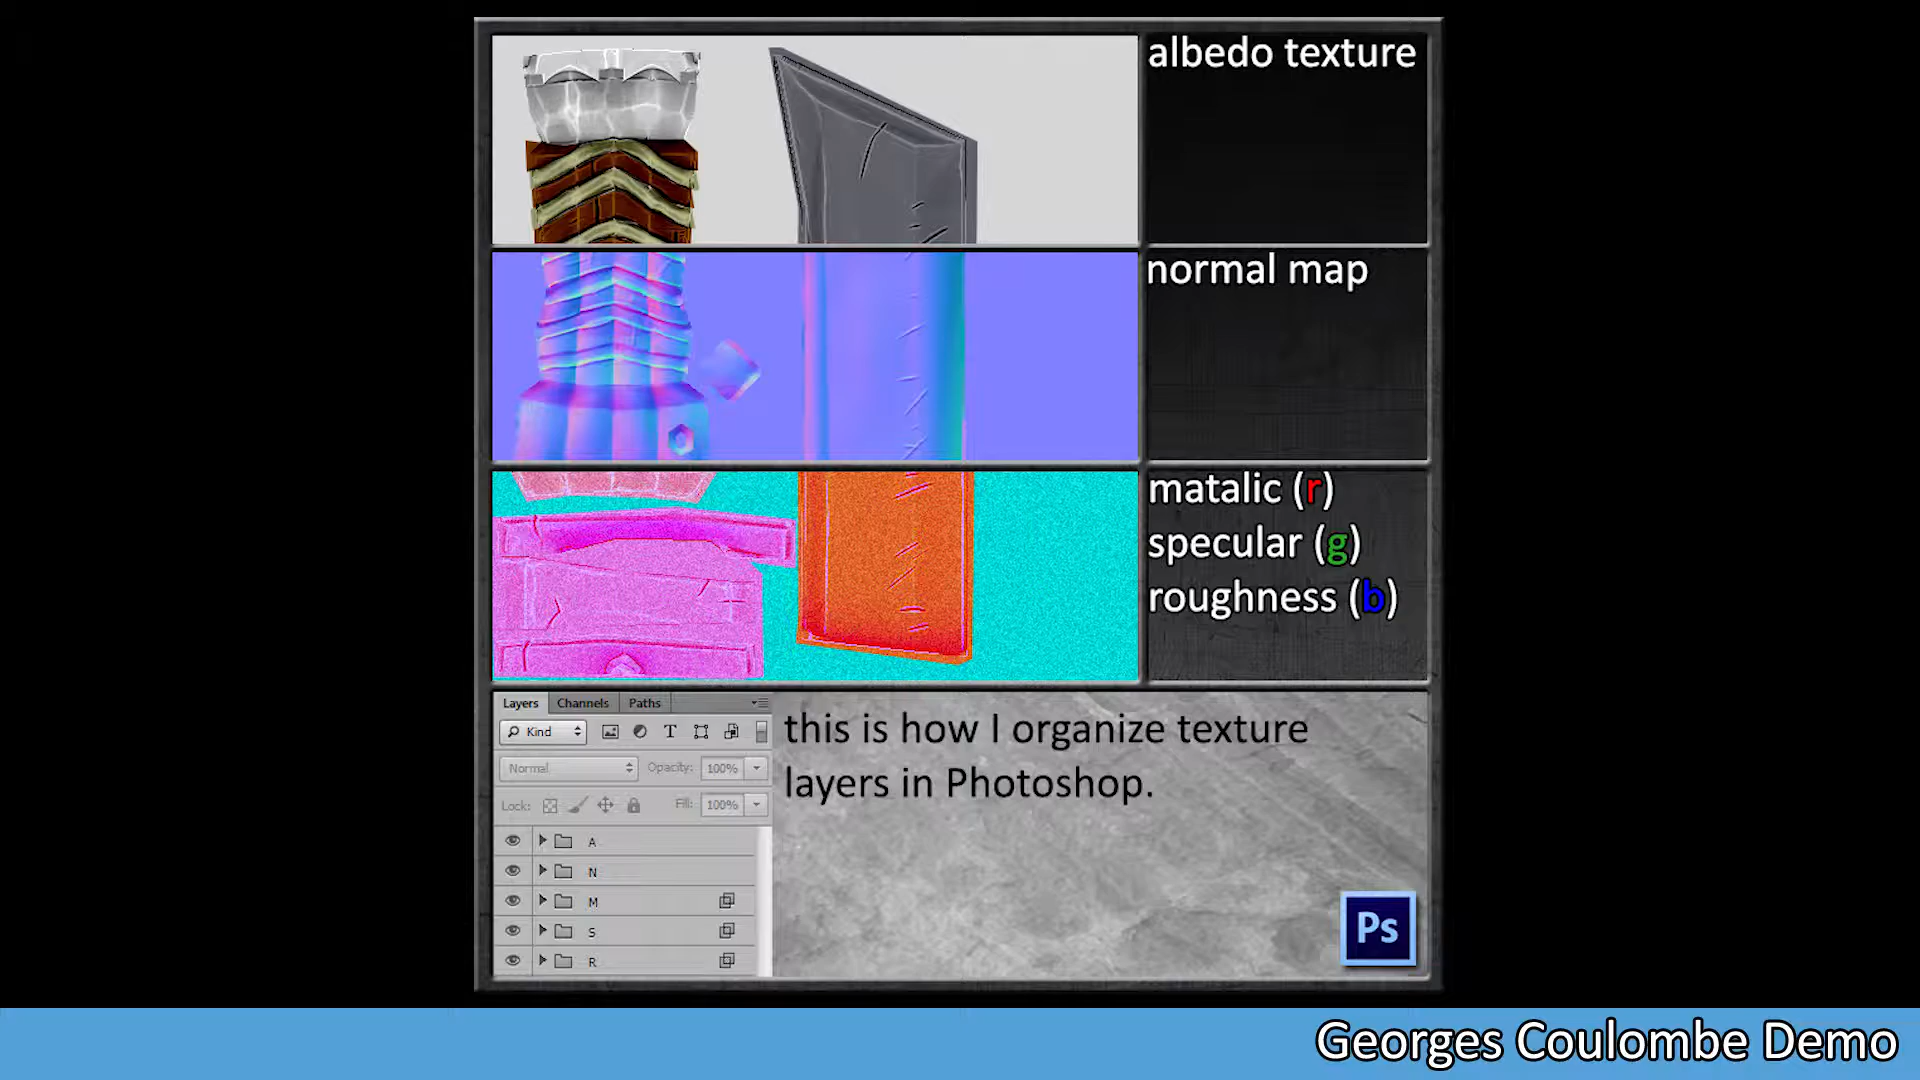 albedo texture
normal map
matalic (r)
specular (g)
roughness (b)
Layers Channels Paths
Kind T
Normal Opacity: 100%
Lock: Fill: 100%
A
N
M
S
R
this is how I organize texture
layers in Photoshop.
Ps
Georges Coulombe Demo